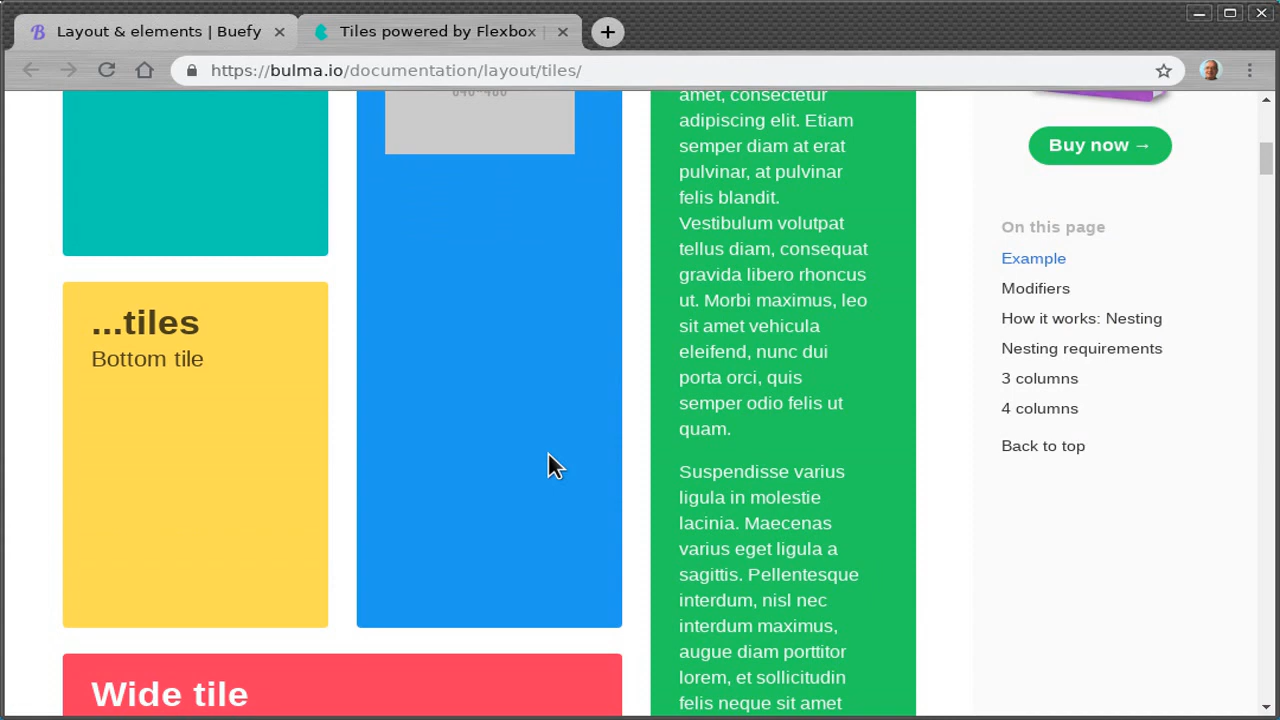 Layout & elements | Buefy
Tiles powered by Flexbox
https://bulma.io/documentation/layout/tiles/
640×480
...tiles
Bottom tile
Wide tile
amet, consectetur
adipiscing elit. Etiam
semper diam at erat
pulvinar, at pulvinar
felis blandit.
Vestibulum volutpat
tellus diam, consequat
gravida libero rhoncus
ut. Morbi maximus, leo
sit amet vehicula
eleifend, nunc dui
porta orci, quis
semper odio felis ut
quam.
Suspendisse varius
ligula in molestie
lacinia. Maecenas
varius eget ligula a
sagittis. Pellentesque
interdum, nisl nec
interdum maximus,
augue diam porttitor
lorem, et sollicitudin
felis neque sit amet
Buy now →
On this page
Example
Modifiers
How it works: Nesting
Nesting requirements
3 columns
4 columns
Back to top